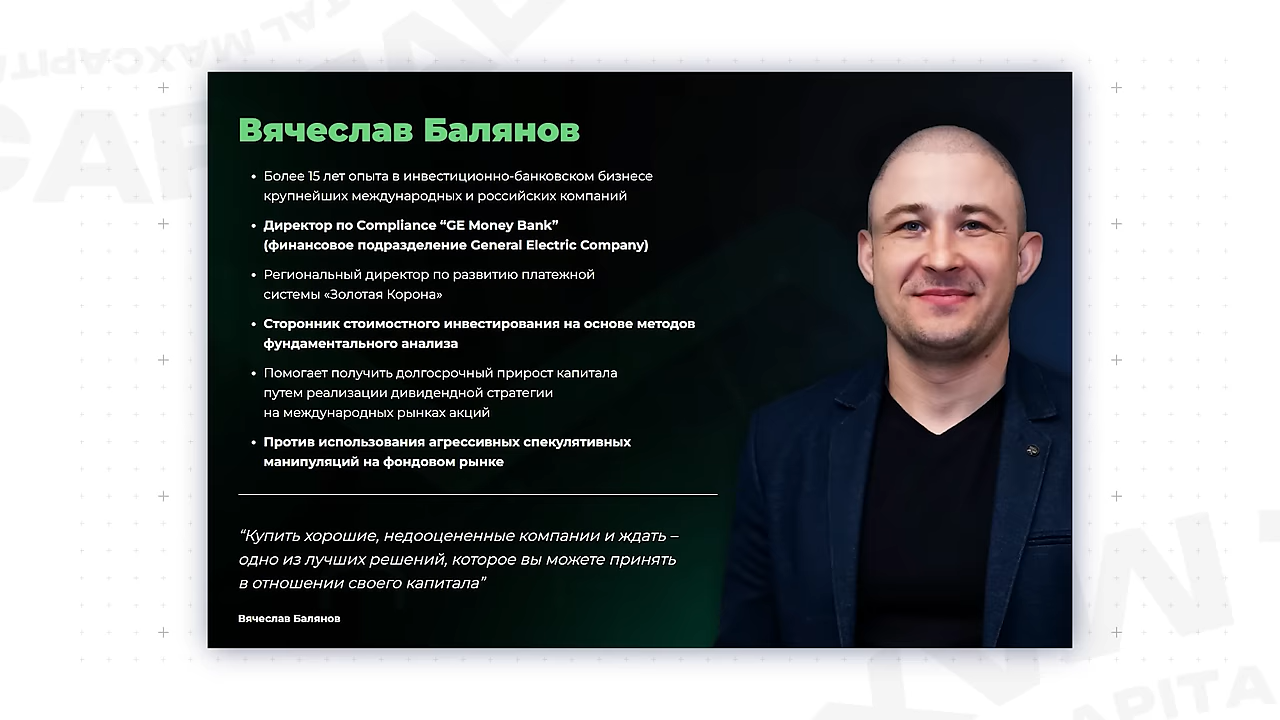 MAXCAPITAL
Вячеслав Балянов
• Более 15 лет опыта в инвестиционно-банковском бизнесе
крупнейших международных и российских компаний
• Директор по Compliance “GE Money Bank”
(финансовое подразделение General Electric Company)
• Региональный директор по развитию платежной
системы «Золотая Корона»
• Сторонник стоимостного инвестирования на основе методов
фундаментального анализа
• Помогает получить долгосрочный прирост капитала
путем реализации дивидендной стратегии
на международных рынках акций
• Против использования агрессивных спекулятивных
манипуляций на фондовом рынке
“Купить хорошие, недооцененные компании и ждать –
одно из лучших решений, которое вы можете принять
в отношении своего капитала”
Вячеслав Балянов